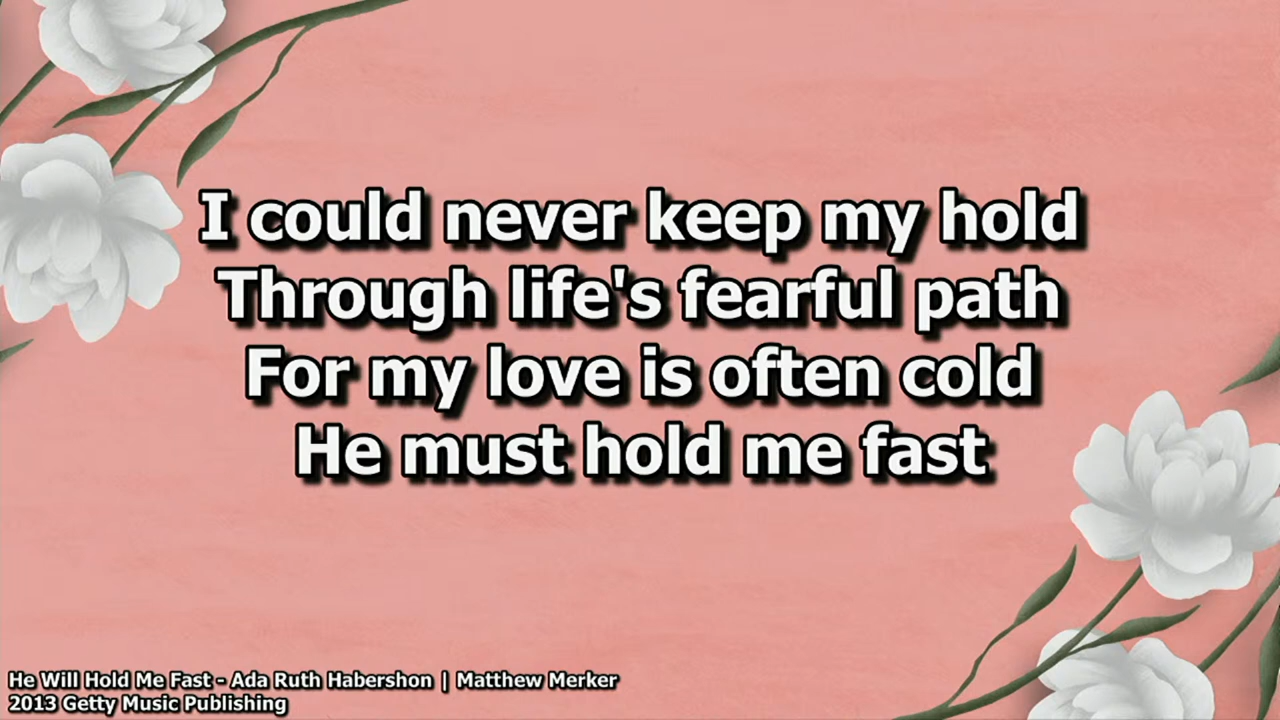 I could never keep my hold
Through life's fearful path
For my love is often cold
He must hold me fast
He Will Hold Me Fast - Ada Ruth Habershon | Matthew Merker
2013 Getty Music Publishing